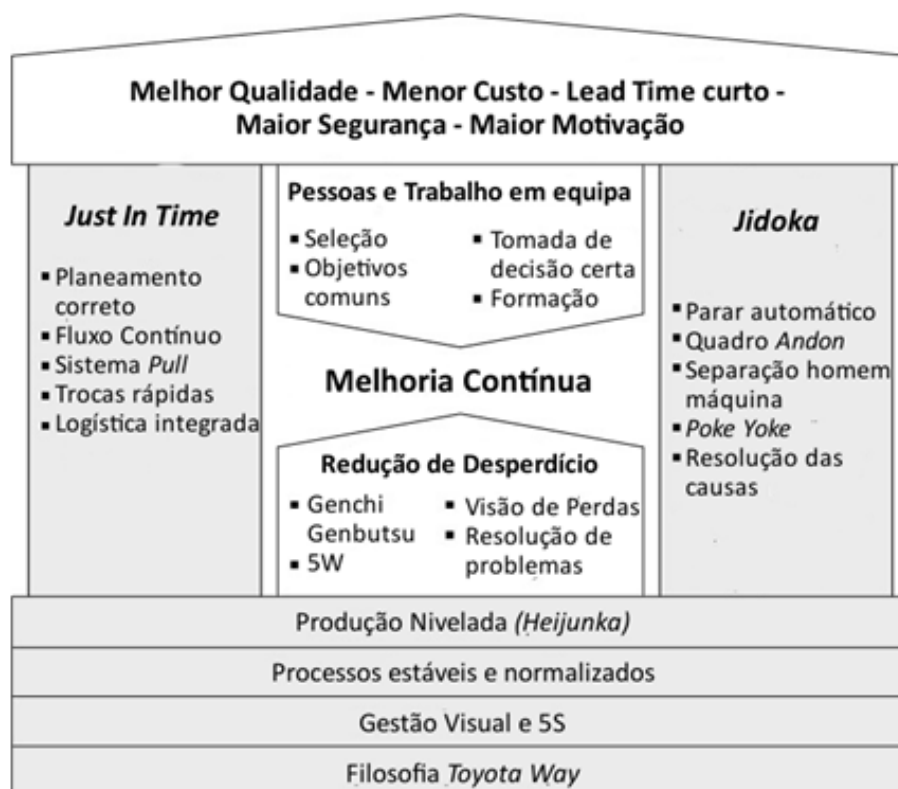 Melhor Qualidade - Menor Custo - Lead Time curto -
Maior Segurança - Maior Motivação
Just In Time
▪ Planeamento
correto
▪ Fluxo Contínuo
▪ Sistema Pull
▪ Trocas rápidas
▪ Logística integrada
Pessoas e Trabalho em equipa
▪ Seleção
▪ Objetivos
comuns
▪ Tomada de
decisão certa
▪ Formação
Melhoria Contínua
Redução de Desperdício
▪ Genchi
Genbutsu
▪ 5W
▪ Visão de Perdas
▪ Resolução de
problemas
Jidoka
▪ Parar automático
▪ Quadro Andon
▪ Separação homem
máquina
▪ Poke Yoke
▪ Resolução das
causas
Produção Nivelada (Heijunka)
Processos estáveis e normalizados
Gestão Visual e 5S
Filosofia Toyota Way